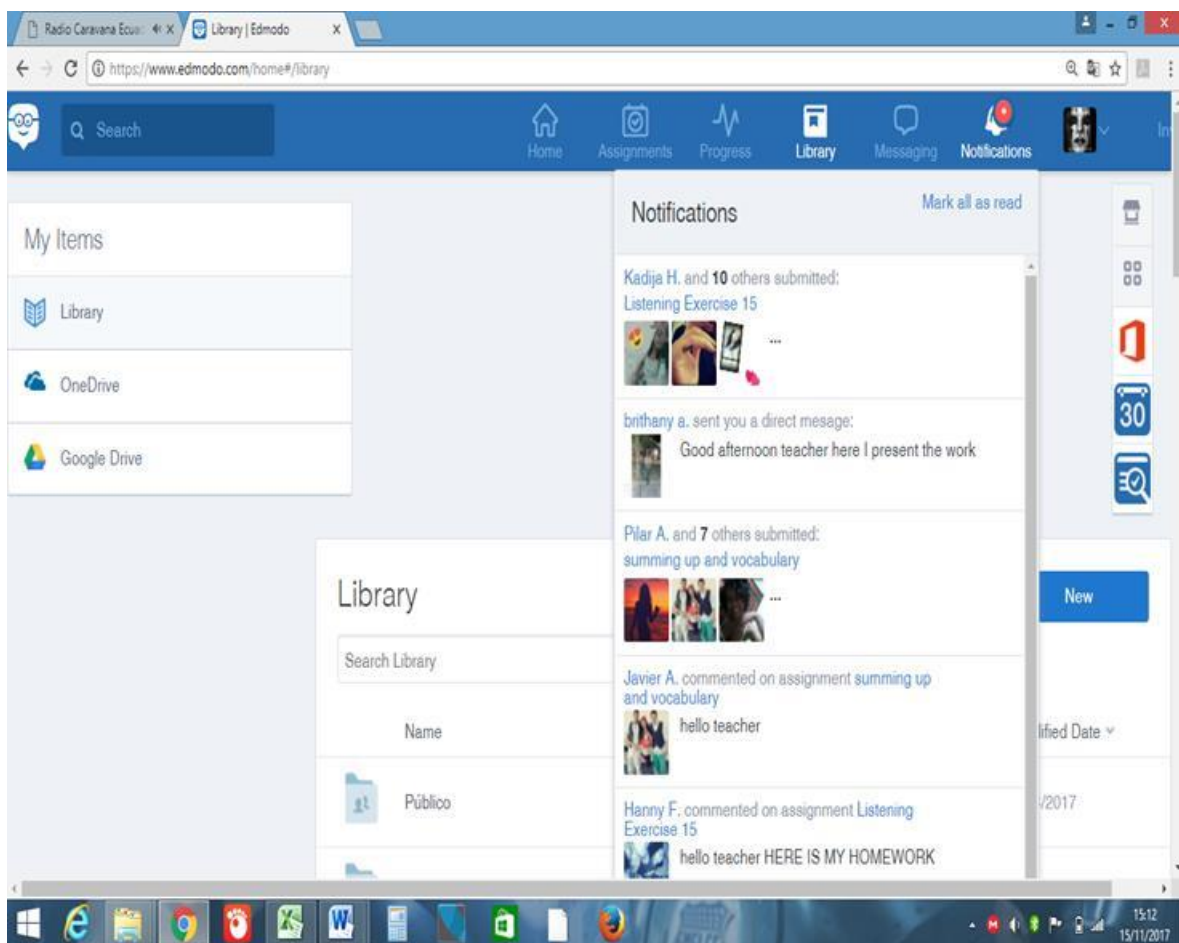 Radio Caravana Ecua
Library | Edmodo
https://www.edmodo.com/home#/library
Search
Home
Assignments
Progress
Library
Messaging
Notifications
My Items
Library
OneDrive
Google Drive
Notifications
Mark all as read
Kadija H. and 10 others submitted:
Listening Exercise 15
...
brithany a. sent you a direct mesage:
Good afternoon teacher here I present the work
Pilar A. and 7 others submitted:
summing up and vocabulary
...
Javier A. commented on assignment summing up
and vocabulary
hello teacher
Hanny F. commented on assignment Listening
Exercise 15
hello teacher HERE IS MY HOMEWORK
30
Library
New
Search Library
Name
lified Date
Público
/2017
15:12
15/11/2017